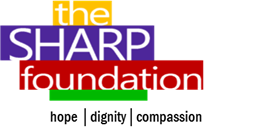 the
SHARP
foundation
hope | dignity | compassion